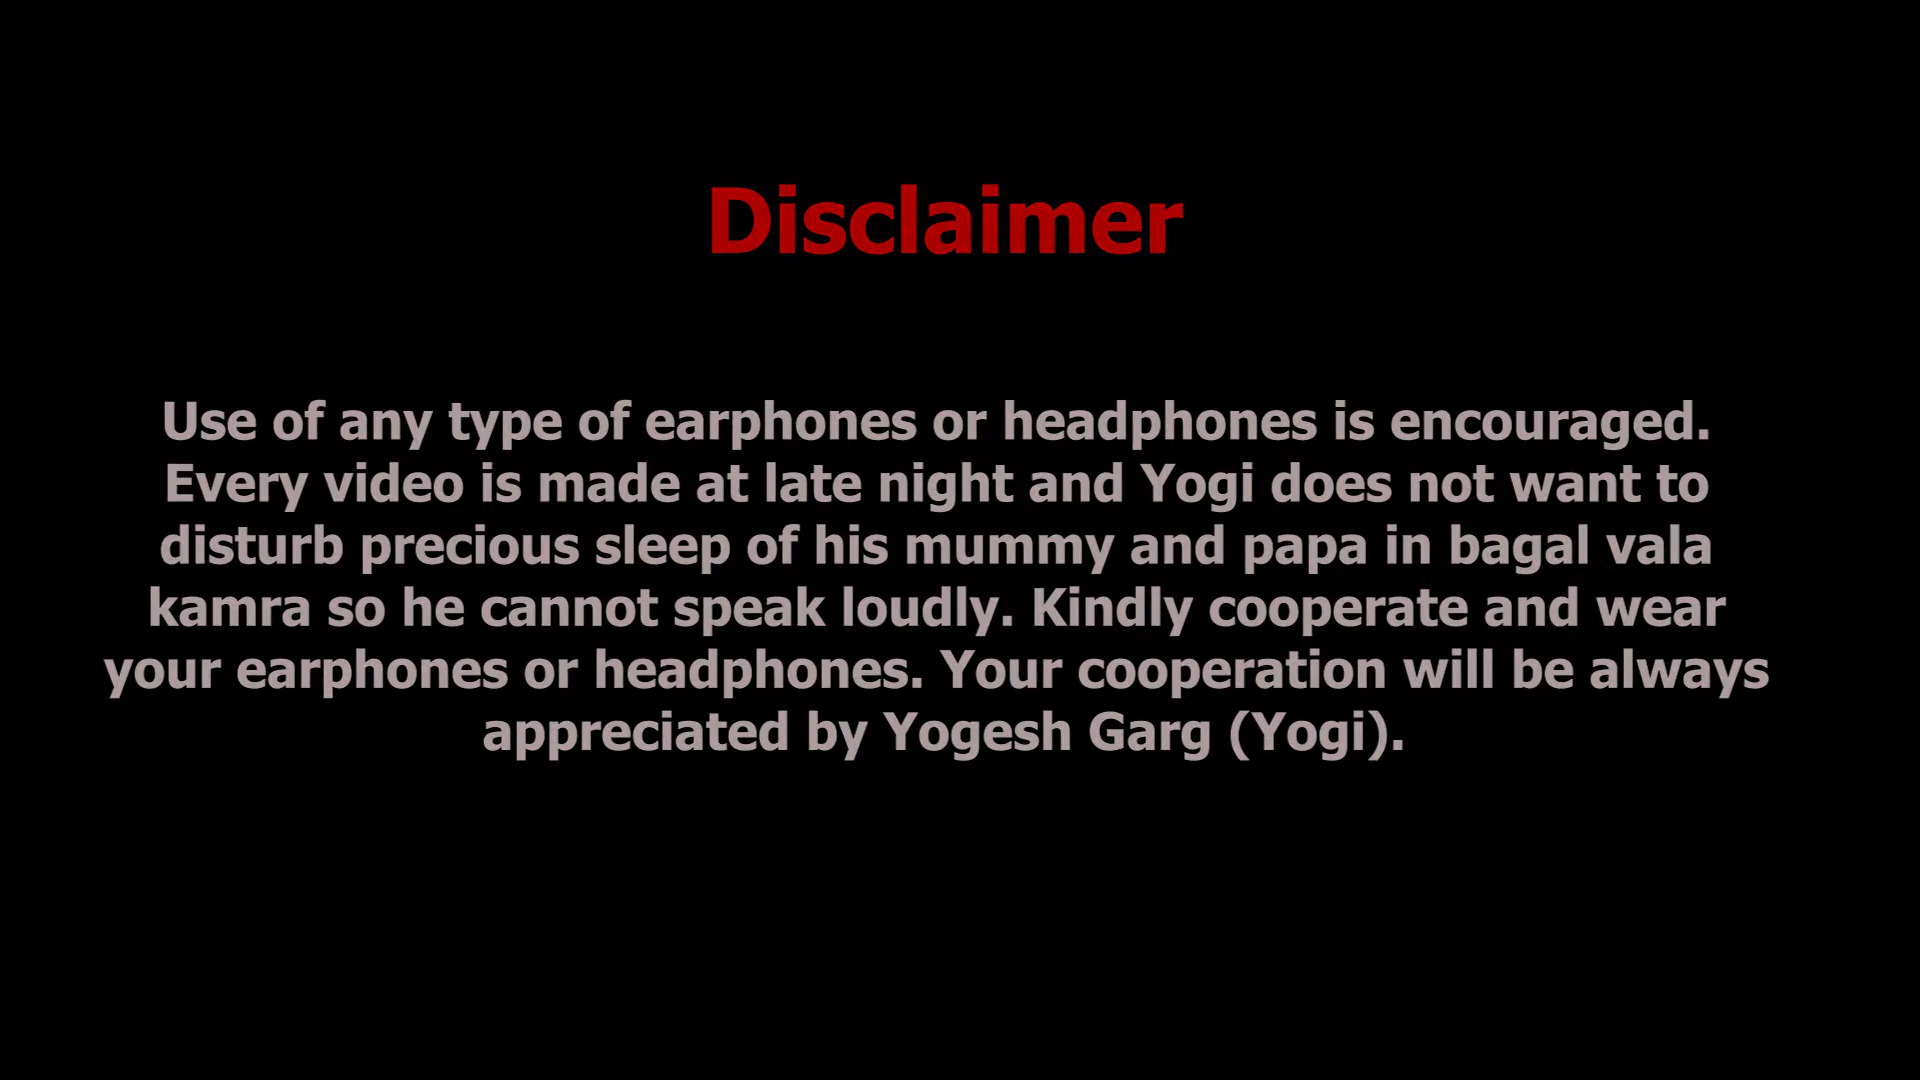 Disclaimer
Use of any type of earphones or headphones is encouraged.
Every video is made at late night and Yogi does not want to
disturb precious sleep of his mummy and papa in bagal vala
kamra so he cannot speak loudly. Kindly cooperate and wear
your earphones or headphones. Your cooperation will be always
appreciated by Yogesh Garg (Yogi).